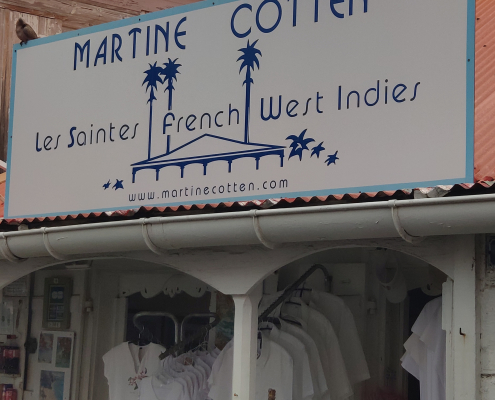 MARTINE COTTEN
Les Saintes French West Indies
www.martinecotten.com